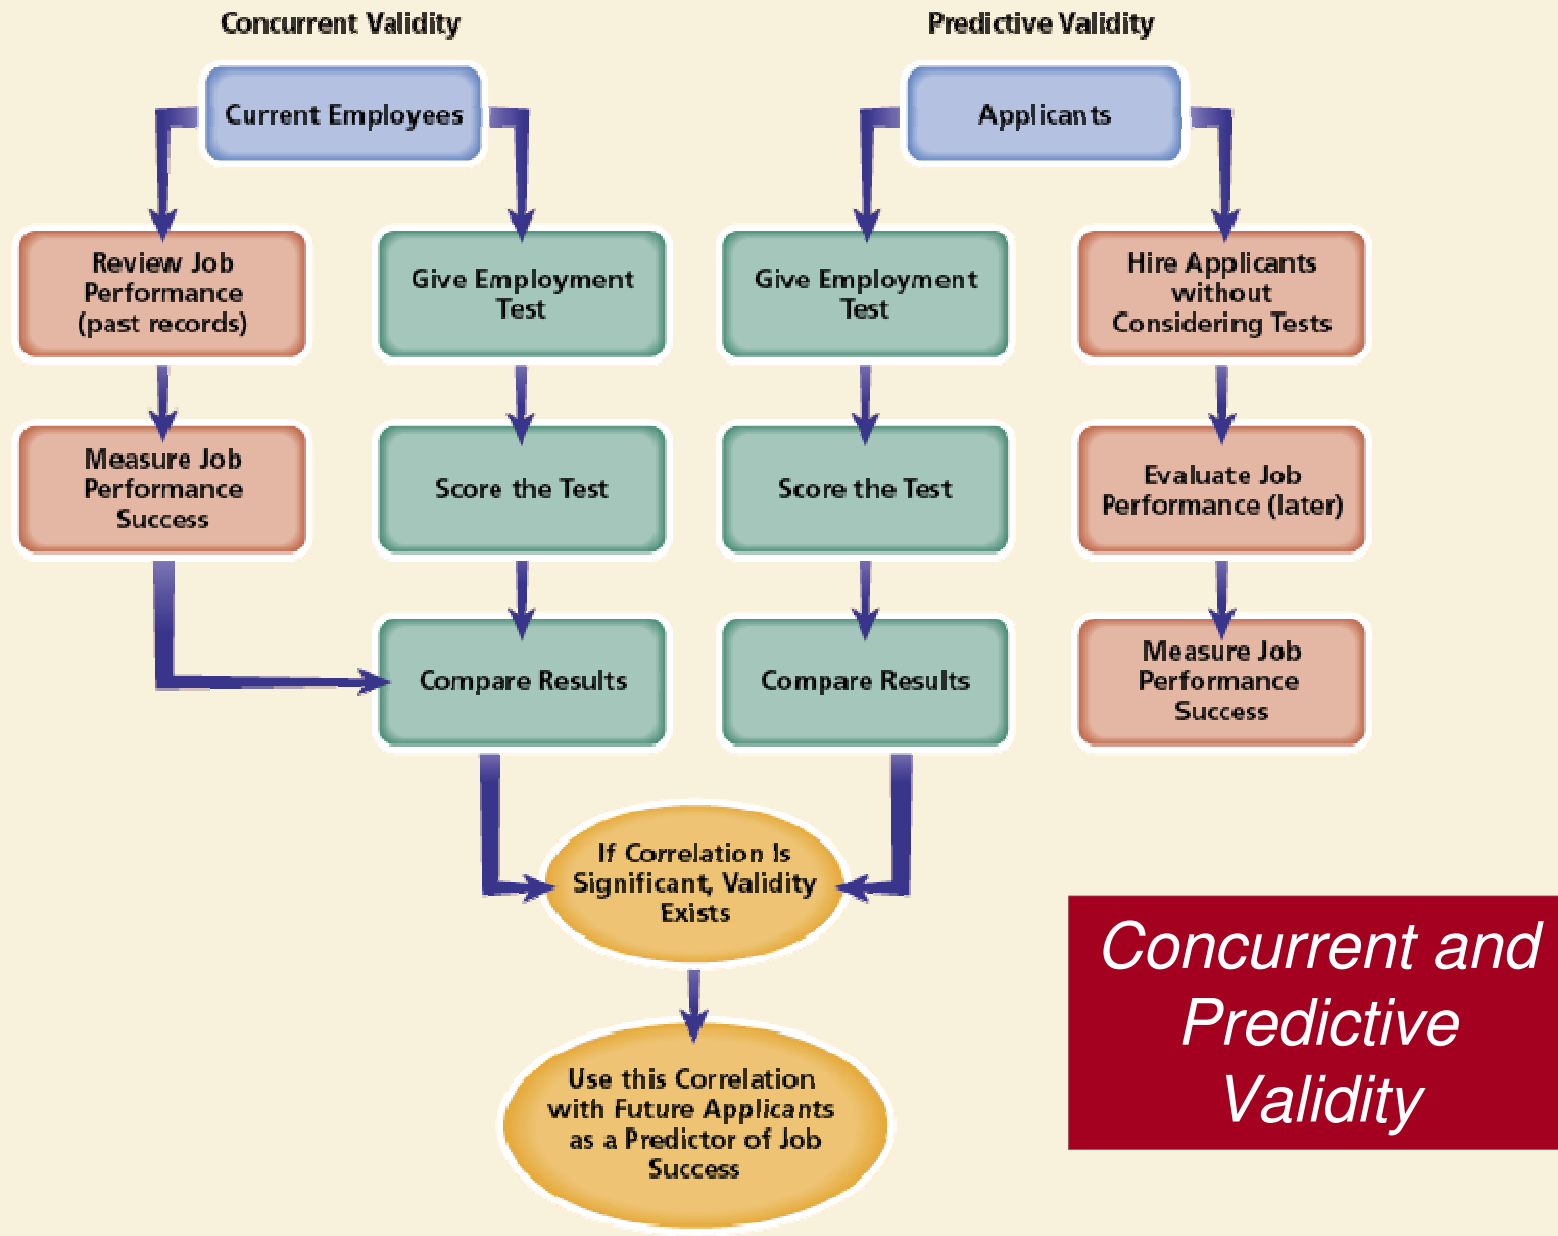 Concurrent Validity
Predictive Validity
Current Employees
Applicants
Review Job
Performance
(past records)
Give Employment
Test
Give Employment
Test
Hire Applicants
without
Considering Tests
Measure Job
Performance
Success
Score the Test
Score the Test
Evaluate Job
Performance (later)
Compare Results
Compare Results
Measure Job
Performance
Success
If Correlation Is
Significant, Validity
Exists
Use this Correlation
with Future Applicants
as a Predictor of Job
Success
Concurrent and
Predictive
Validity